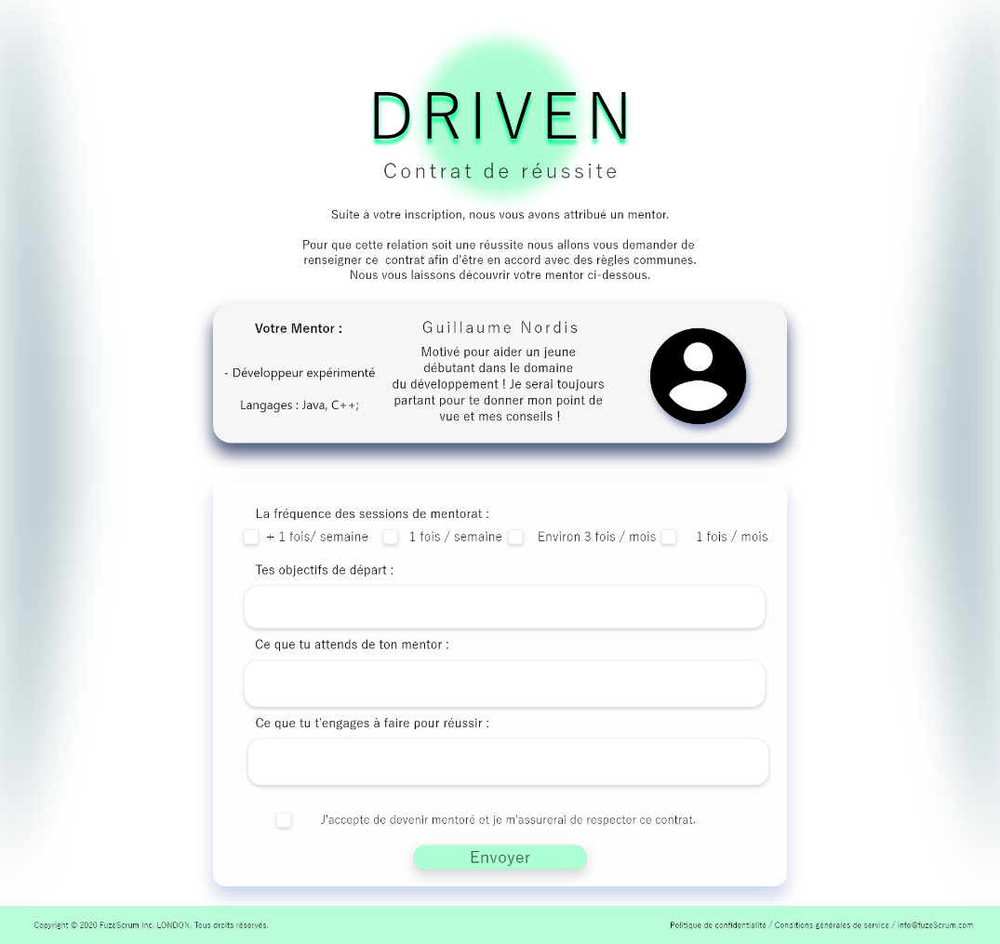 DRIVEN
Contrat de réussite
Suite à votre inscription, nous vous avons attribué un mentor.
Pour que cette relation soit une réussite nous allons vous demander de
renseigner ce  contrat afin d'être en accord avec des règles communes.
Nous vous laissons découvrir votre mentor ci-dessous.
Votre Mentor :
- Développeur expérimenté
Langages : Java, C++;
Guillaume Nordis
Motivé pour aider un jeune
débutant dans le domaine
du développement ! Je serai toujours
partant pour te donner mon point de
vue et mes conseils !
La fréquence des sessions de mentorat :
+ 1 fois/ semaine 1 fois / semaine Environ 3 fois / mois 1 fois / mois
Tes objectifs de départ :
Ce que tu attends de ton mentor :
Ce que tu t'engages à faire pour réussir :
J'accepte de devenir mentoré et je m'assurerai de respecter ce contrat.
Envoyer
Copyright © 2020 FuzeScrum Inc. LONDON. Tous droits réservés.
Politique de confidentialité / Conditions générales de service / info@fuzeScrum.com